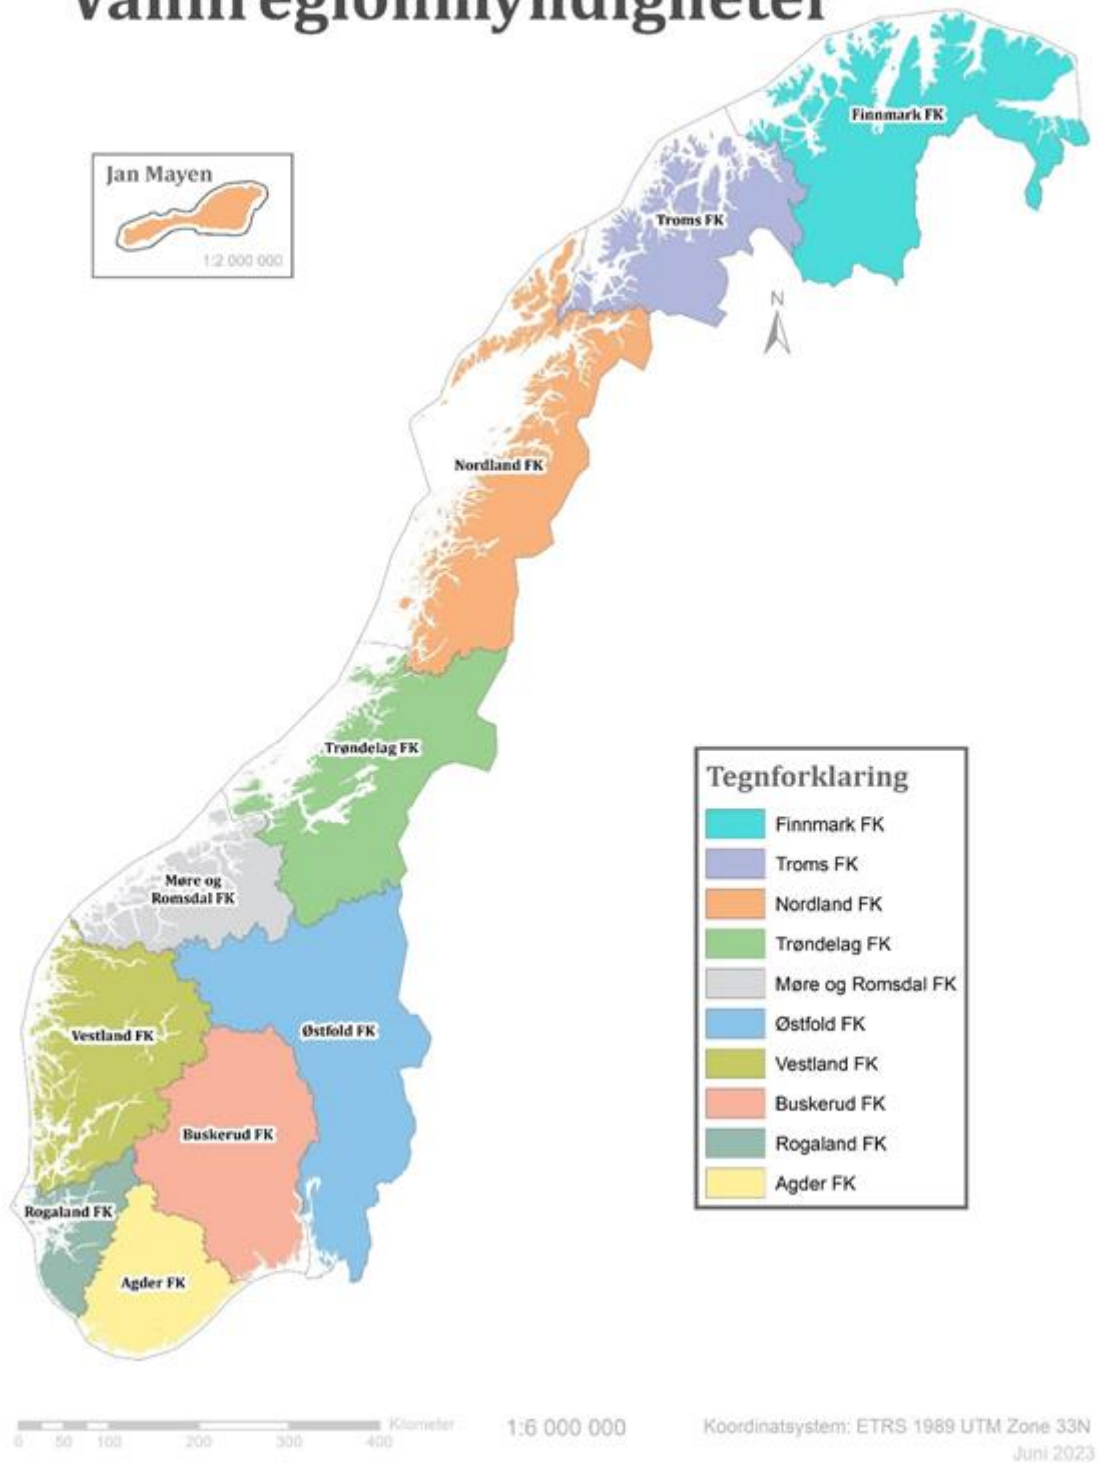 Vannregionmyndigheter
Finnmark FK
Jan Mayen
1:2 000 000
Troms FK
N
Nordland FK
Trøndelag FK
Møre og
Romsdal FK
Vestland FK
Østfold FK
Buskerud FK
Rogaland FK
Agder FK
Tegnforklaring
Finnmark FK
Troms FK
Nordland FK
Trøndelag FK
Møre og Romsdal FK
Østfold FK
Vestland FK
Buskerud FK
Rogaland FK
Agder FK
Kilometer
0 50 100 200 300 400
1:6 000 000
Koordinatsystem: ETRS 1989 UTM Zone 33N
Juni 2023